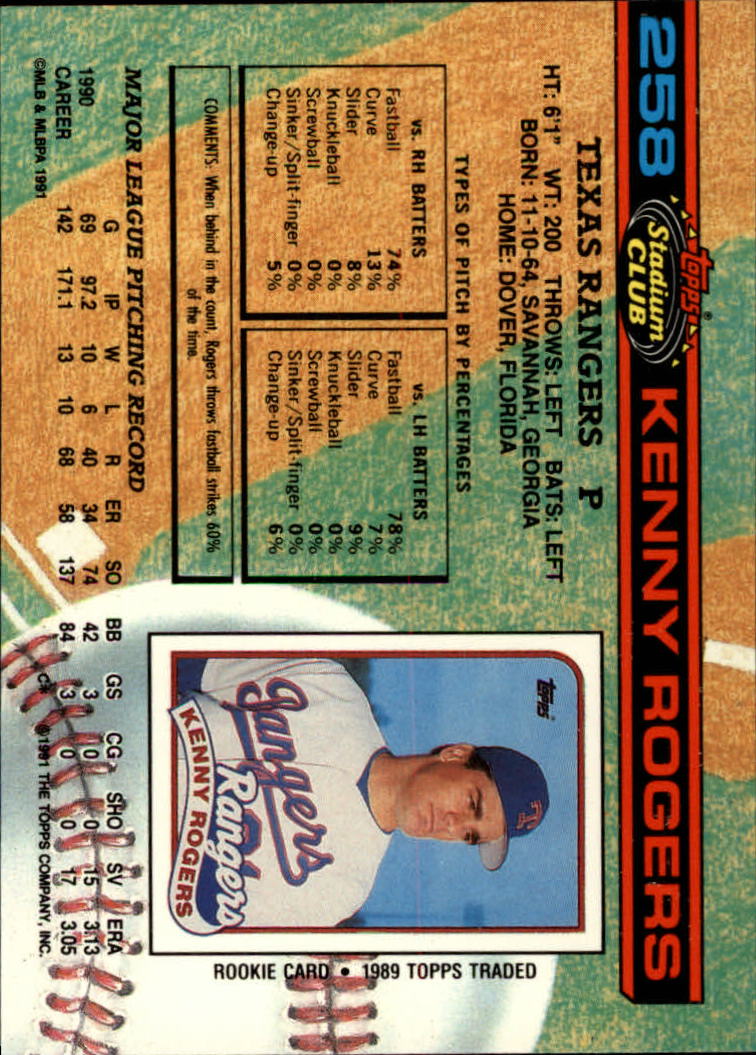 258
Topps®
Stadium
CLUB
KENNY ROGERS
TEXAS RANGERS P
HT: 6'1" WT: 200 THROWS: LEFT BATS: LEFT
BORN: 11-10-64, SAVANNAH, GEORGIA
HOME: DOVER, FLORIDA
TYPES OF PITCH BY PERCENTAGES
vs. RH BATTERS
Fastball 74%
Curve 13%
Slider 8%
Knuckleball 0%
Screwball 0%
Sinker/Split-finger 0%
Change-up 5%
vs. LH BATTERS
Fastball 78%
Curve 7%
Slider 9%
Knuckleball 0%
Screwball 0%
Sinker/Split-finger 0%
Change-up 6%
COMMENTS: When behind in the count, Rogers throws fastball strikes 60%
of the time.
TOPPS®
T
Rangers
Rangers
KENNY ROGERS
ROOKIE CARD • 1989 TOPPS TRADED
MAJOR LEAGUE PITCHING RECORD
G IP W L R ER SO BB GS CG SHO SV ERA
1990 69 97.2 10 6 40 34 74 42 3 0 0 15 3.13
CAREER 142 171.1 13 10 68 58 137 84 3 0 0 17 3.05
©MLB & MLBPA 1991
C* ©1991 THE TOPPS COMPANY, INC.